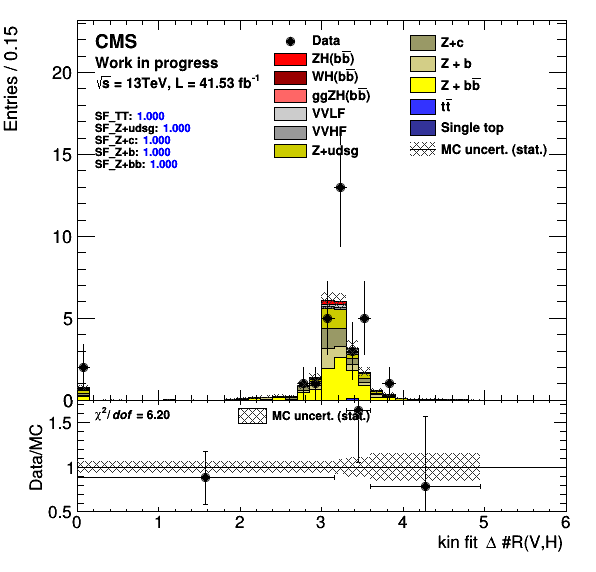 Entries / 0.15
CMS
Work in progress
√s = 13TeV, L = 41.53 fb⁻¹
SF_TT: 1.000
SF_Z+udsg: 1.000
SF_Z+c: 1.000
SF_Z+b: 1.000
SF_Z+bb: 1.000
Data
ZH(bb̅)
WH(bb̅)
ggZH(bb̅)
VVLF
VVHF
Z+udsg
Z+c
Z + b
Z + bb̅
tt̅
Single top
MC uncert. (stat.)
20
15
10
5
0
χ²/dof = 6.20
MC uncert. (stat.)
Data/MC
1.5
1
0.5
0 1 2 3 4 5 6
kin fit Δ #R(V,H)